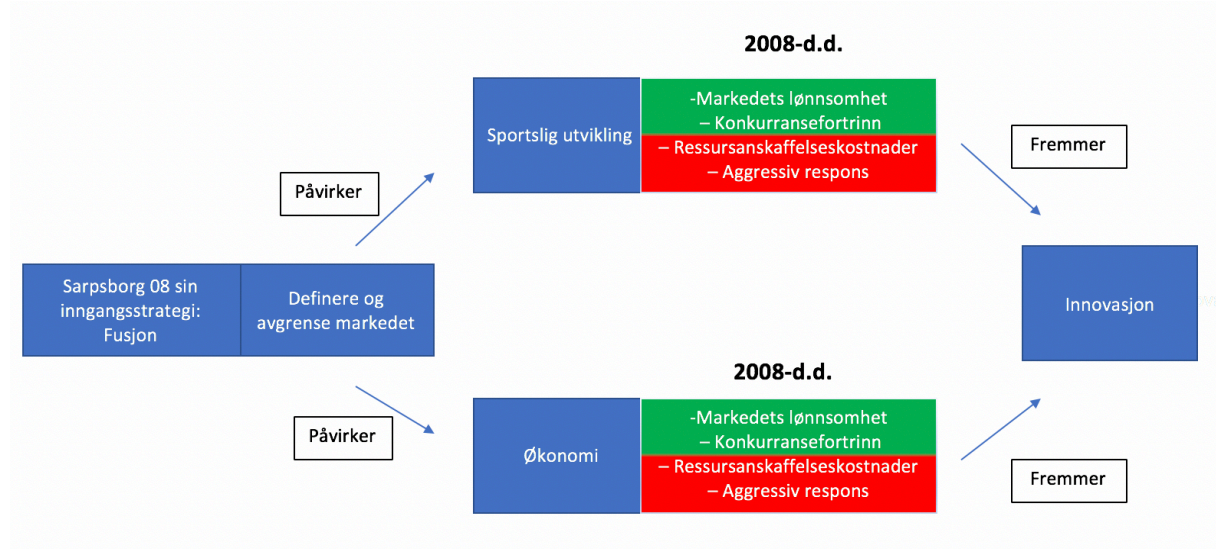 2008-d.d.
Sportslig utvikling
-Markedets lønnsomhet
– Konkurransefortrinn
– Ressursanskaffelseskostnader
– Aggressiv respons
Fremmer
Påvirker
Sarpsborg 08 sin
inngangsstrategi:
Fusjon
Definere og
avgrense markedet
Innovasjon
2008-d.d.
Påvirker
Økonomi
-Markedets lønnsomhet
– Konkurransefortrinn
– Ressursanskaffelseskostnader
– Aggressiv respons
Fremmer